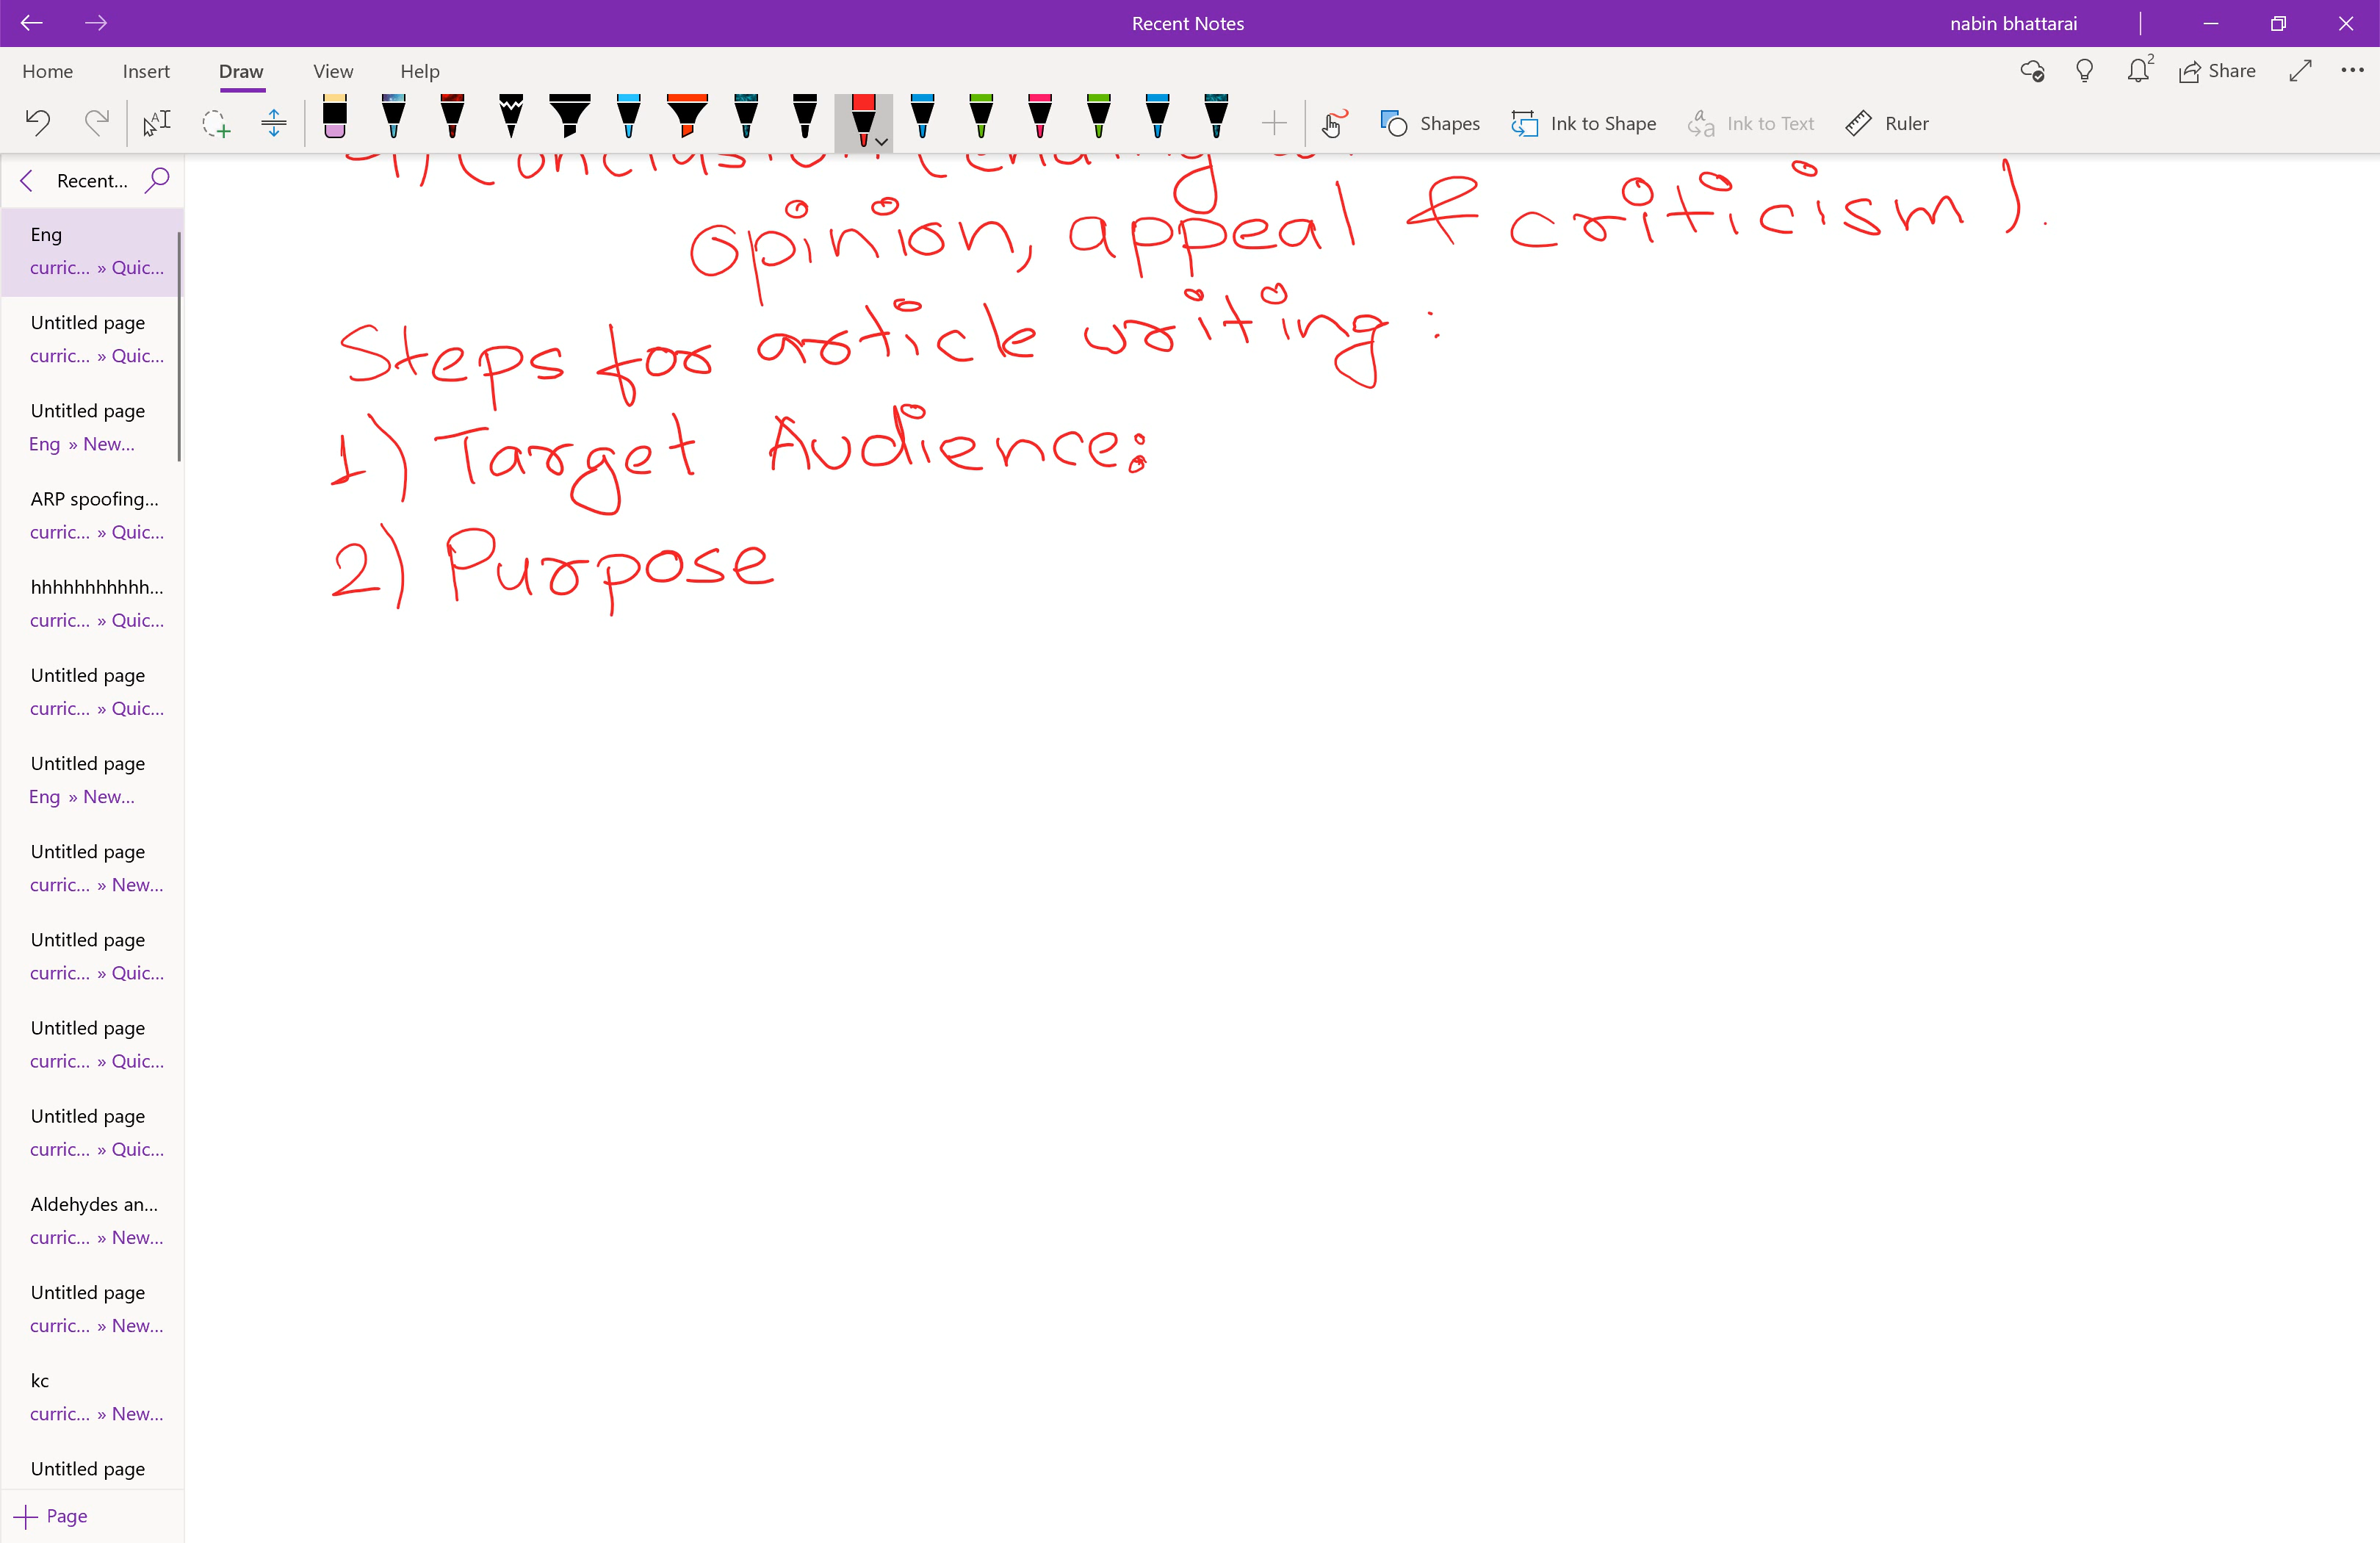 Recent Notes
nabin bhattarai
Home Insert Draw View Help
2
Share
Shapes
Ink to Shape
Ink to Text
Ruler
Recent...
Eng
curric... » Quic...
Untitled page
curric... » Quic...
Untitled page
Eng » New...
ARP spoofing...
curric... » Quic...
hhhhhhhhhhh...
curric... » Quic...
Untitled page
curric... » Quic...
Untitled page
Eng » New...
Untitled page
curric... » New...
Untitled page
curric... » Quic...
Untitled page
curric... » Quic...
Untitled page
curric... » Quic...
Aldehydes an...
curric... » New...
Untitled page
curric... » New...
kc
curric... » New...
Untitled page
Page
Conclusion (ending
opinion, appeal & criticism).
Steps for article writing :
1) Target Audience:
2) Purpose